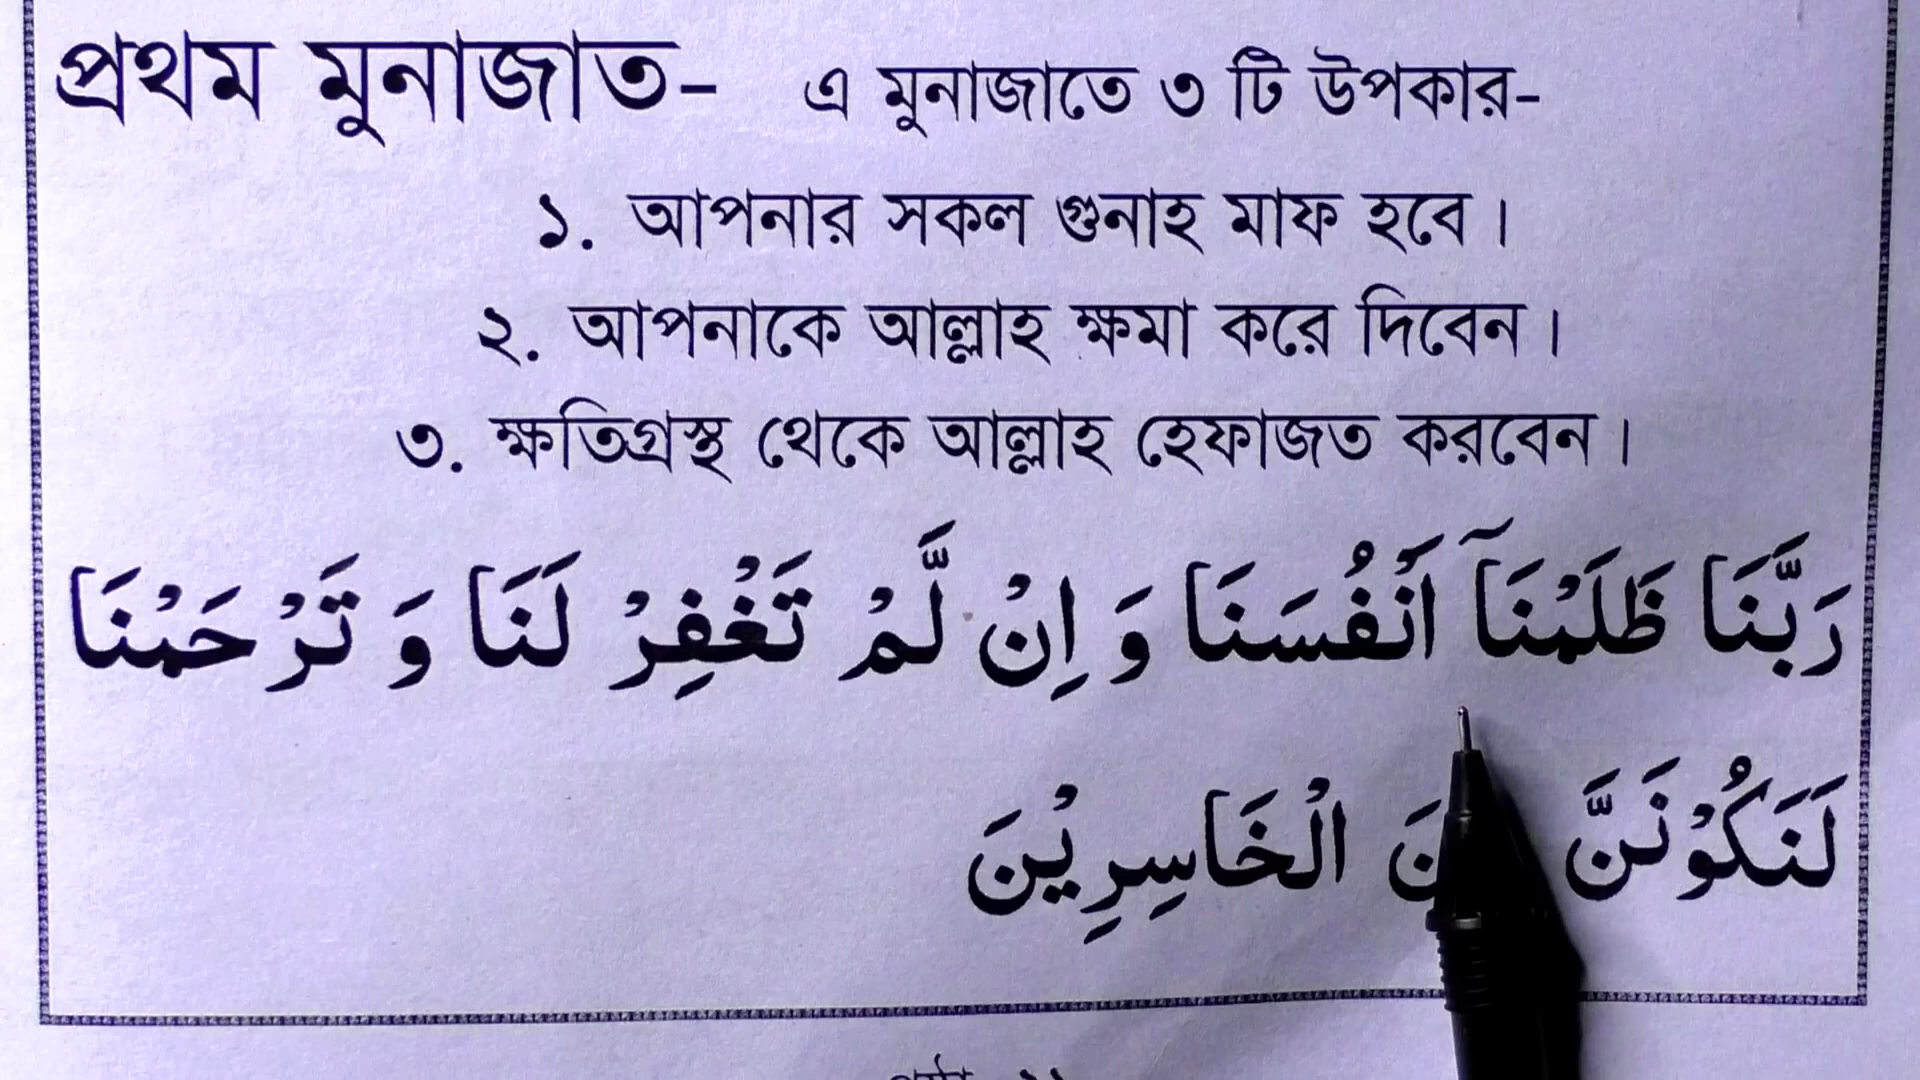 প্রথম মুনাজাত- এ মুনাজাতে ৩ টি উপকার-
১. আপনার সকল গুনাহ মাফ হবে।
২. আপনাকে আল্লাহ ক্ষমা করে দিবেন।
৩. ক্ষতিগ্রস্থ থেকে আল্লাহ হেফাজত করবেন।
رَبَّنَا ظَلَمْنَآ اَنْفُسَنَا وَ اِنْ لَّمْ تَغْفِرْ لَنَا وَ تَرْحَمْنَا
لَنَكُوْنَنَّ الْخَاسِرِيْنَ